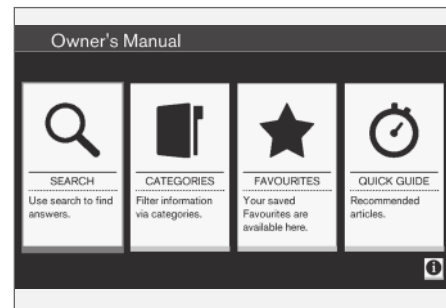 Owner's Manual
SEARCH
Use search to find
answers.
CATEGORIES
Filter information
via categories.
FAVOURITES
Your saved
Favourites are
available here.
QUICK GUIDE
Recommended
articles.
i